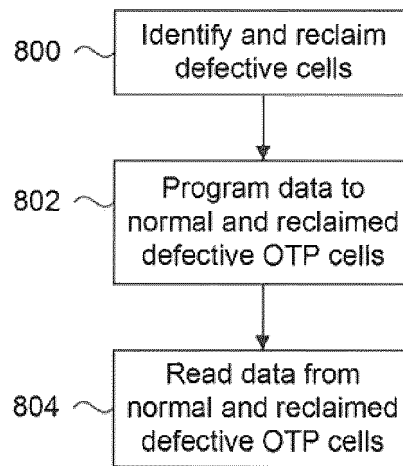 800
Identify and reclaim
defective cells
802
Program data to
normal and reclaimed
defective OTP cells
804
Read data from
normal and reclaimed
defective OTP cells